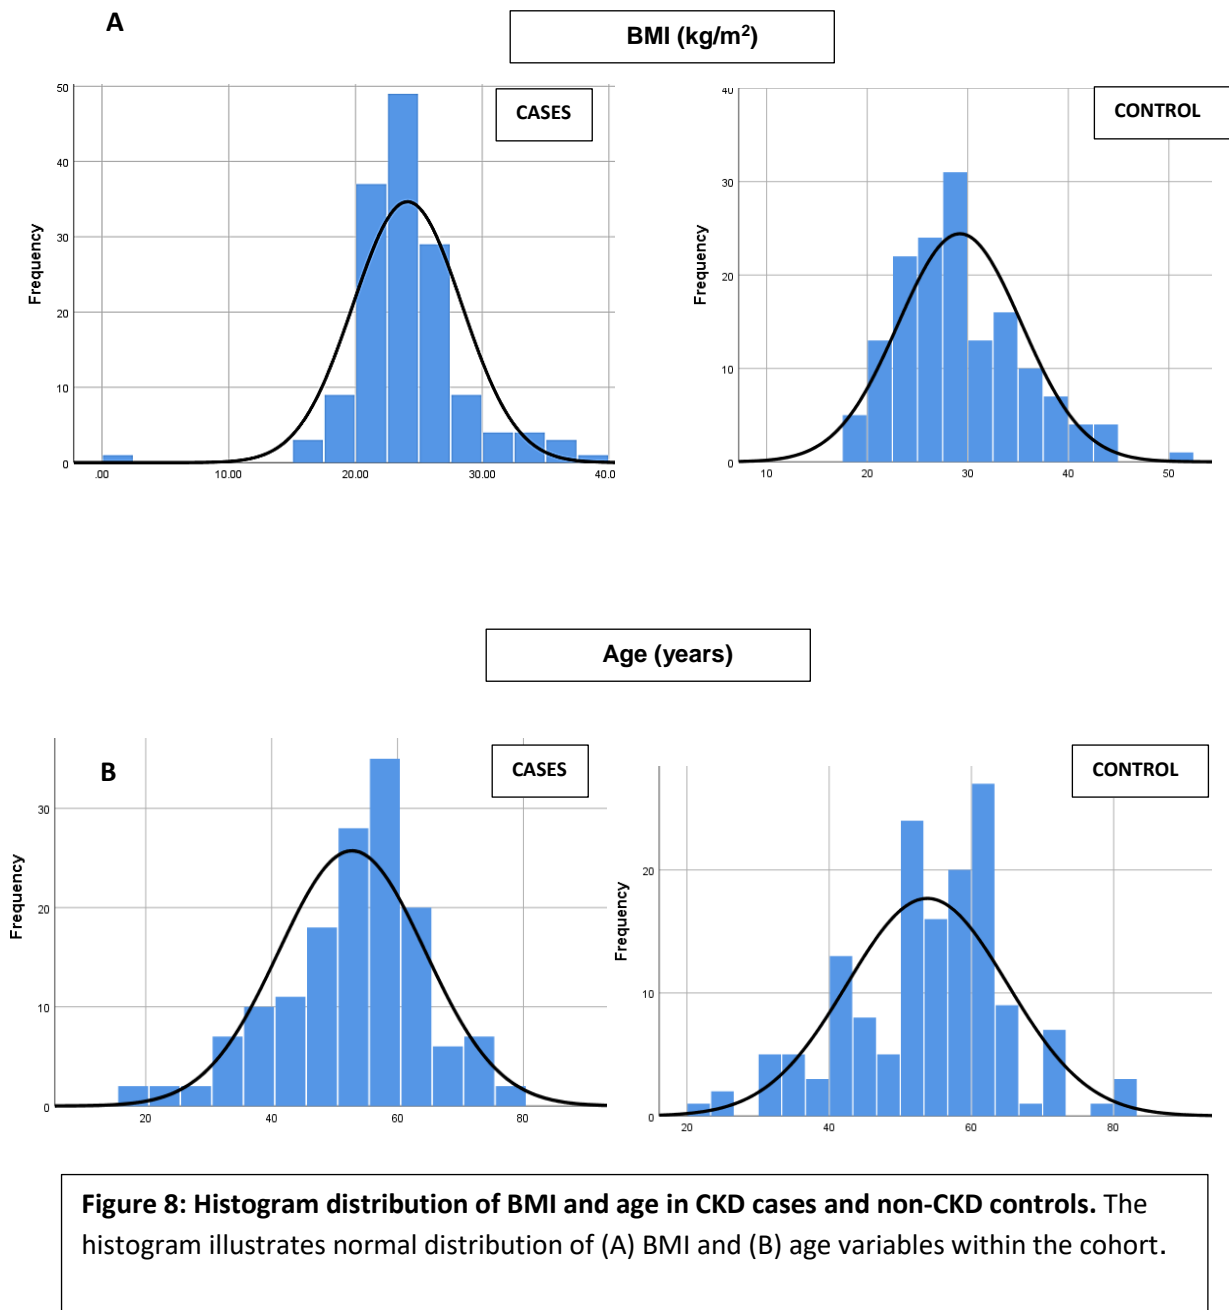 A
BMI (kg/m²)
CASES
CONTROL
Frequency
50
40
30
20
10
0
.00
10.00
20.00
30.00
40.0
Frequency
40
30
20
10
0
10
20
30
40
50
Age (years)
B
CASES
CONTROL
Frequency
30
20
10
0
20
40
60
80
Frequency
20
10
0
20
40
60
80
Figure 8: Histogram distribution of BMI and age in CKD cases and non-CKD controls. The
histogram illustrates normal distribution of (A) BMI and (B) age variables within the cohort.